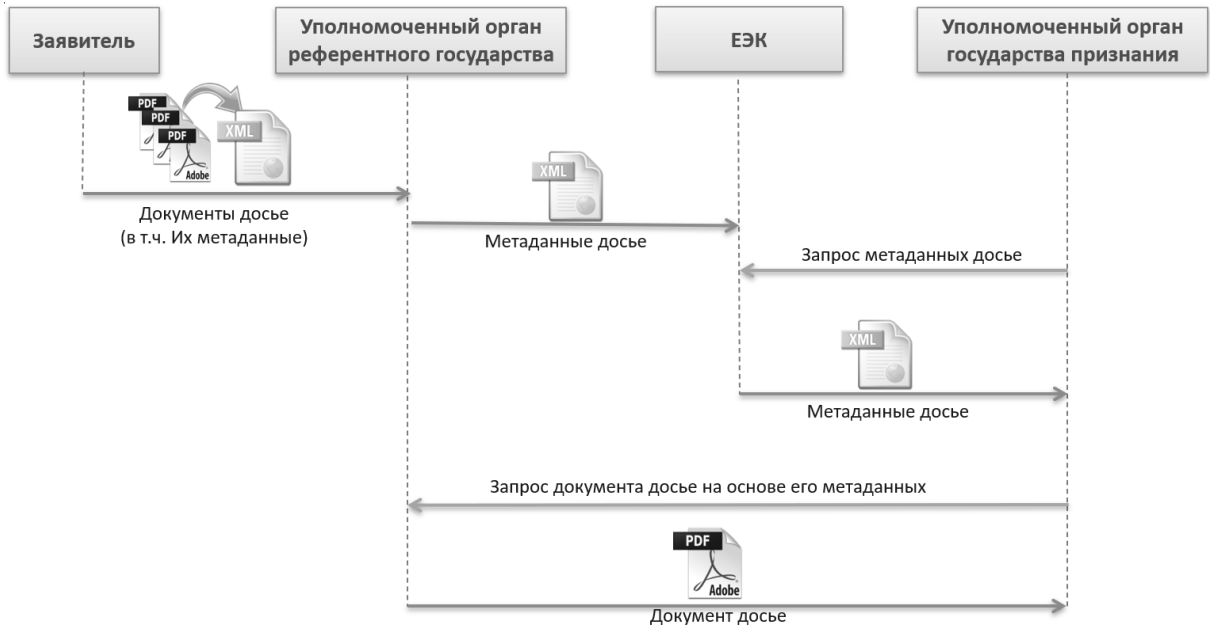 Заявитель
Уполномоченный орган
референтного государства
ЕЭК
Уполномоченный орган
государства признания
PDF
PDF
PDF
Adobe
XML
Документы досье
(в т.ч. Их метаданные)
XML
Метаданные досье
Запрос метаданных досье
XML
Метаданные досье
Запрос документа досье на основе его метаданных
PDF
Adobe
Документ досье